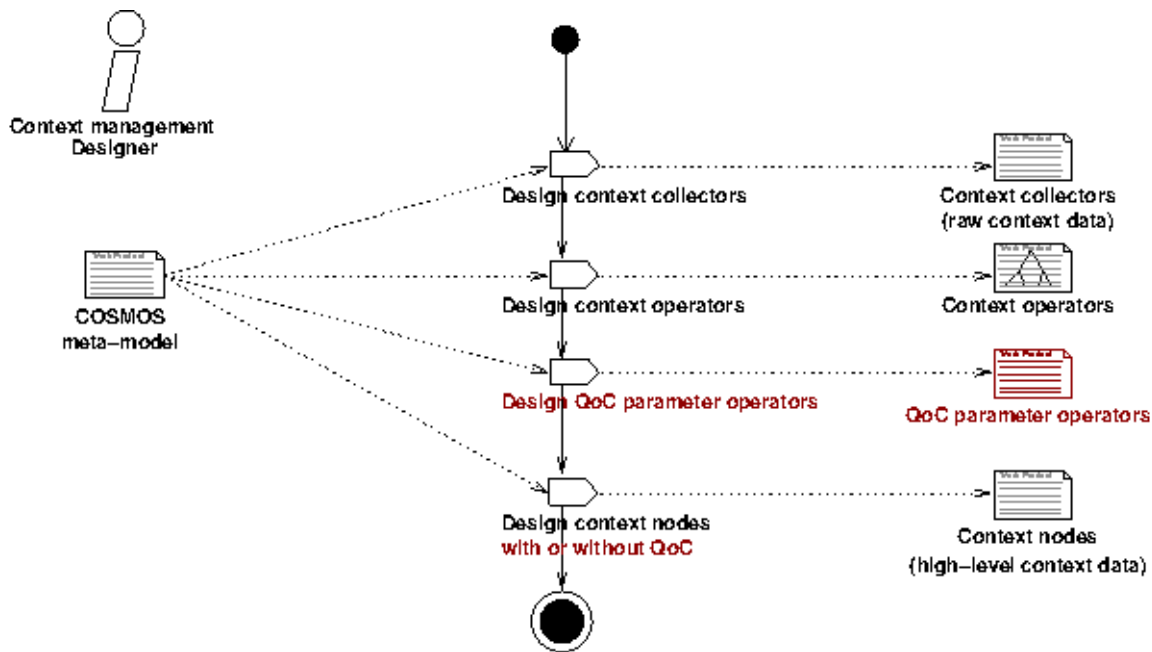 Context management
Designer
Design context collectors
Context collectors
(raw context data)
COSMOS
meta-model
Design context operators
Context operators
Design QoC parameter operators
QoC parameter operators
Design context nodes
with or without QoC
Context nodes
(high-level context data)